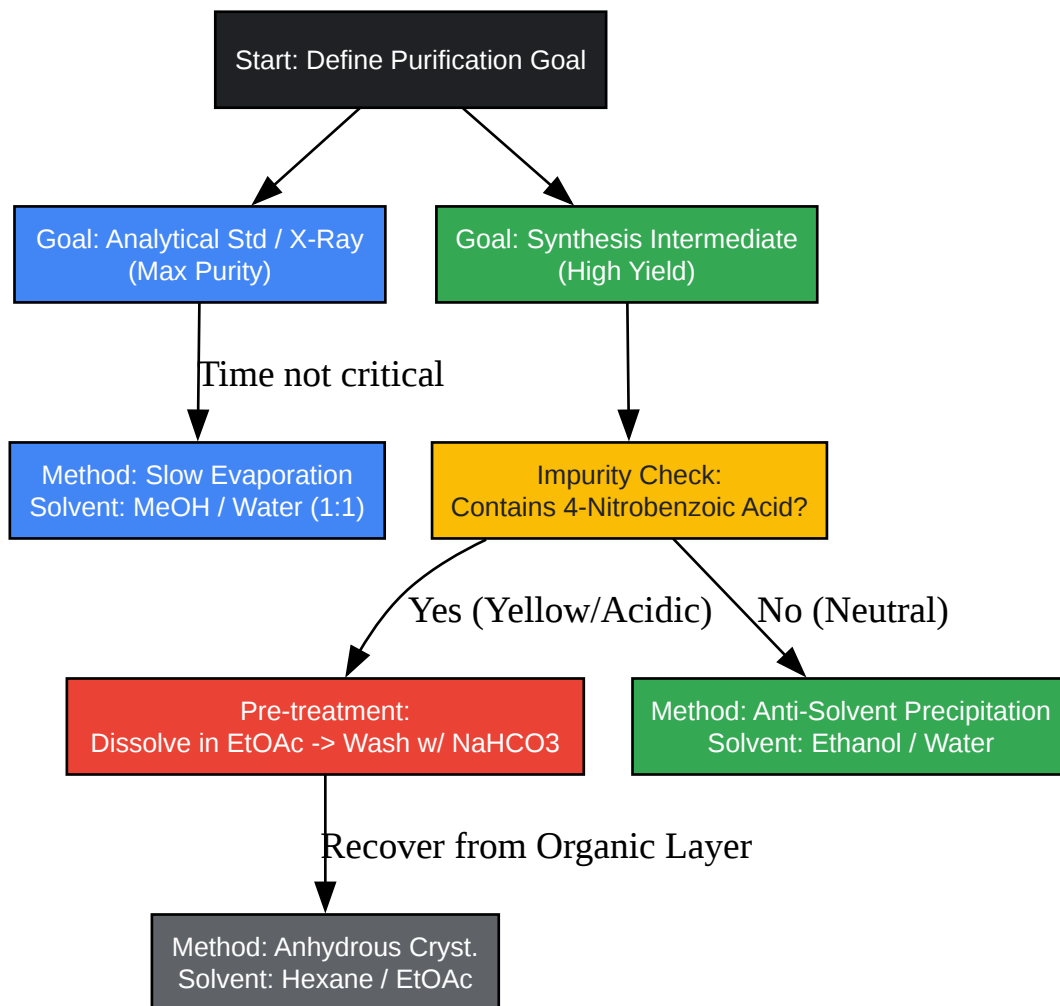 Start: Define Purification Goal
Goal: Analytical Std / X-Ray
(Max Purity)
Goal: Synthesis Intermediate
(High Yield)
Time not critical
Method: Slow Evaporation
Solvent: MeOH / Water (1:1)
Impurity Check:
Contains 4-Nitrobenzoic Acid?
Yes (Yellow/Acidic)
No (Neutral)
Pre-treatment:
Dissolve in EtOAc -> Wash w/ NaHCO3
Method: Anti-Solvent Precipitation
Solvent: Ethanol / Water
Recover from Organic Layer
Method: Anhydrous Cryst.
Solvent: Hexane / EtOAc